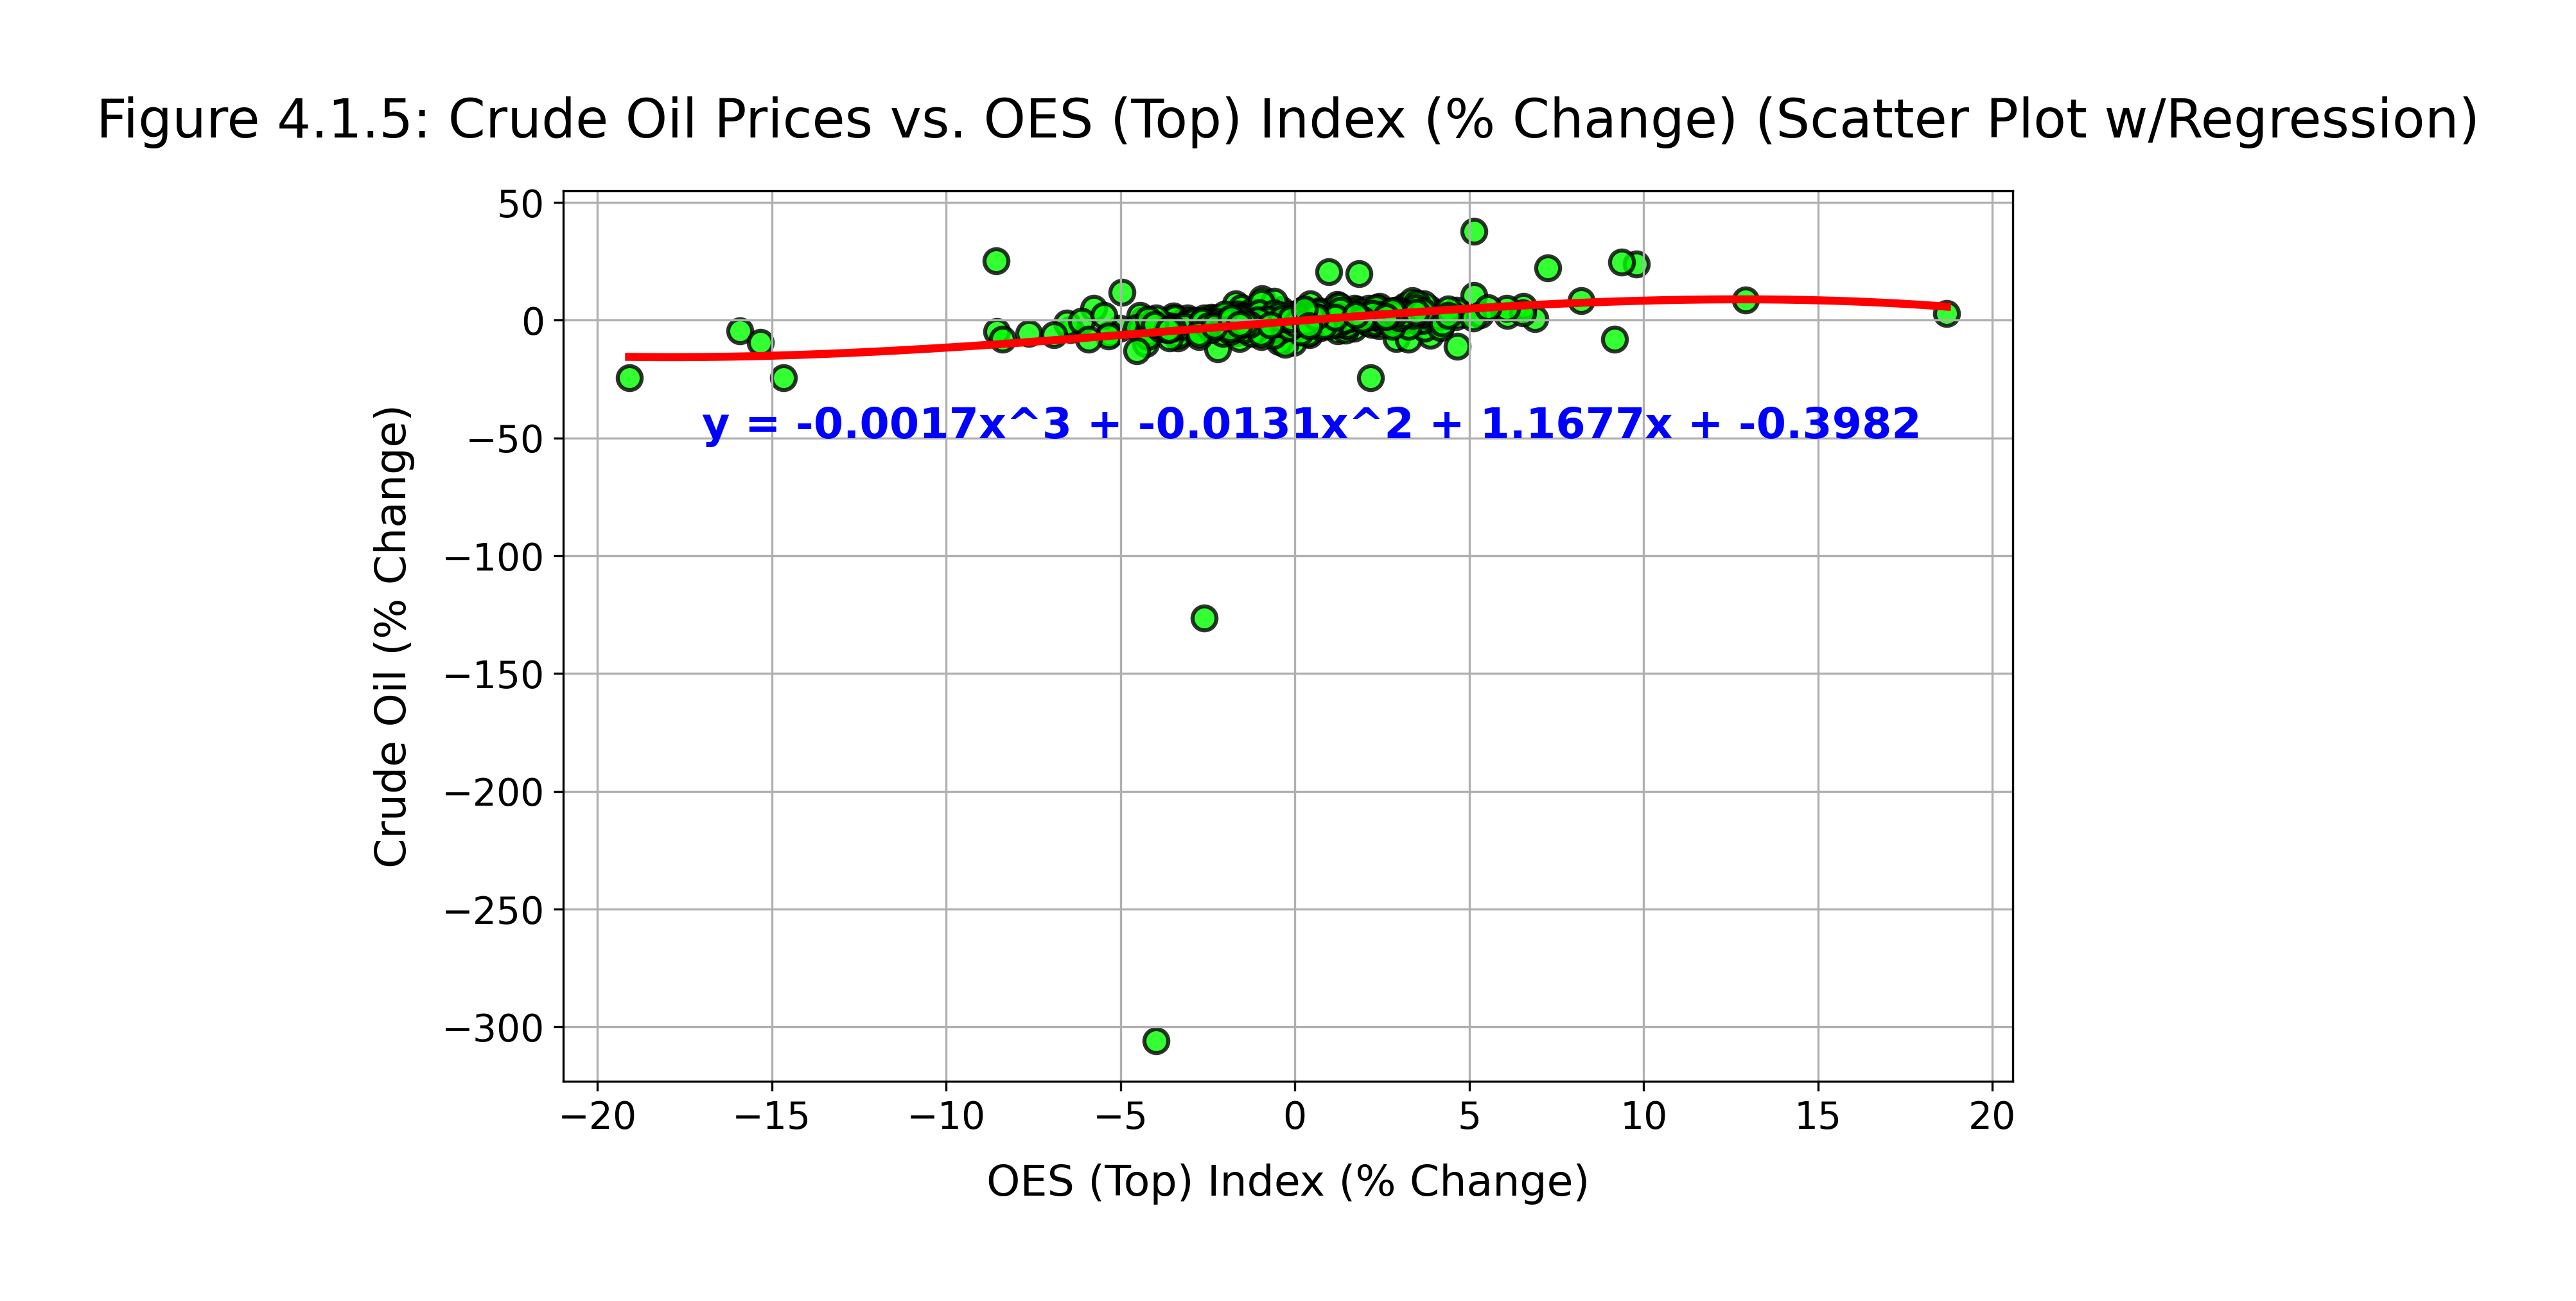 Figure 4.1.5: Crude Oil Prices vs. OES (Top) Index (% Change) (Scatter Plot w/Regression)
50
0
−50
−100
−150
−200
−250
−300
Crude Oil (% Change)
y = -0.0017x^3 + -0.0131x^2 + 1.1677x + -0.3982
−20 −15 −10 −5 0 5 10 15 20
OES (Top) Index (% Change)